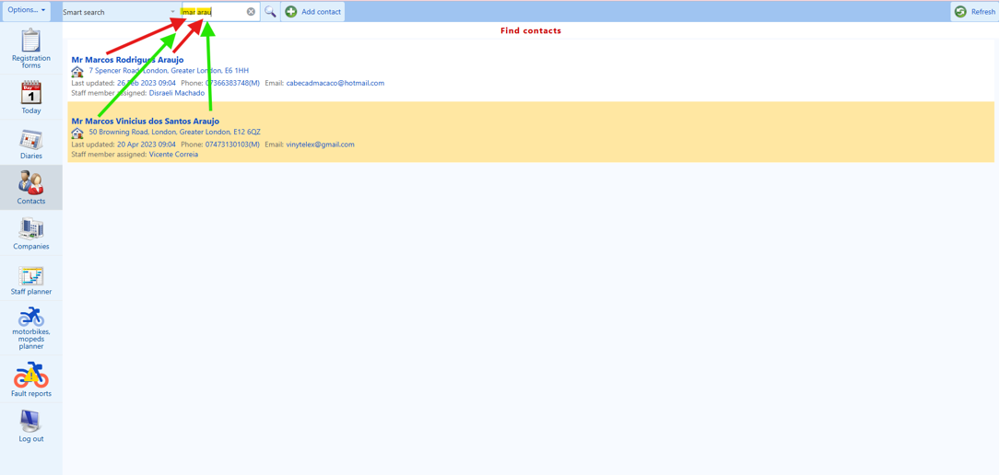 Options...
Smart search
mar arau
Add contact
Refresh
Find contacts
Registration
forms
Day
1
Today
Diaries
Contacts
Companies
Staff planner
motorbikes,
mopeds
planner
Fault reports
Log out
Mr Marcos Rodrigues Araujo
7 Spencer Road, London, Greater London, E6 1HH
Last updated: 26 Feb 2023 09:04 Phone: 07366383748(M) Email: cabecadmacaco@hotmail.com
Staff member assigned: Disraeli Machado
Mr Marcos Vinicius dos Santos Araujo
50 Browning Road, London, Greater London, E12 6QZ
Last updated: 20 Apr 2023 09:04 Phone: 07473130103(M) Email: vinytelex@gmail.com
Staff member assigned: Vicente Correia